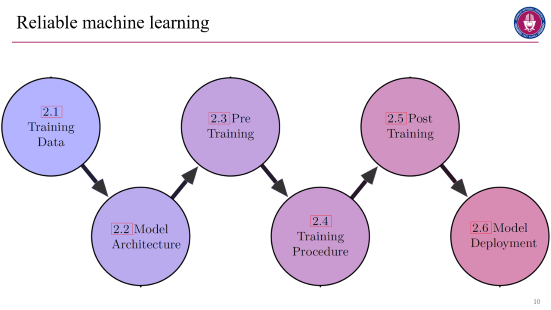 Reliable machine learning
2.1
Training
Data
2.2 Model
Architecture
2.3 Pre
Training
2.4
Training
Procedure
2.5 Post
Training
2.6 Model
Deployment
10